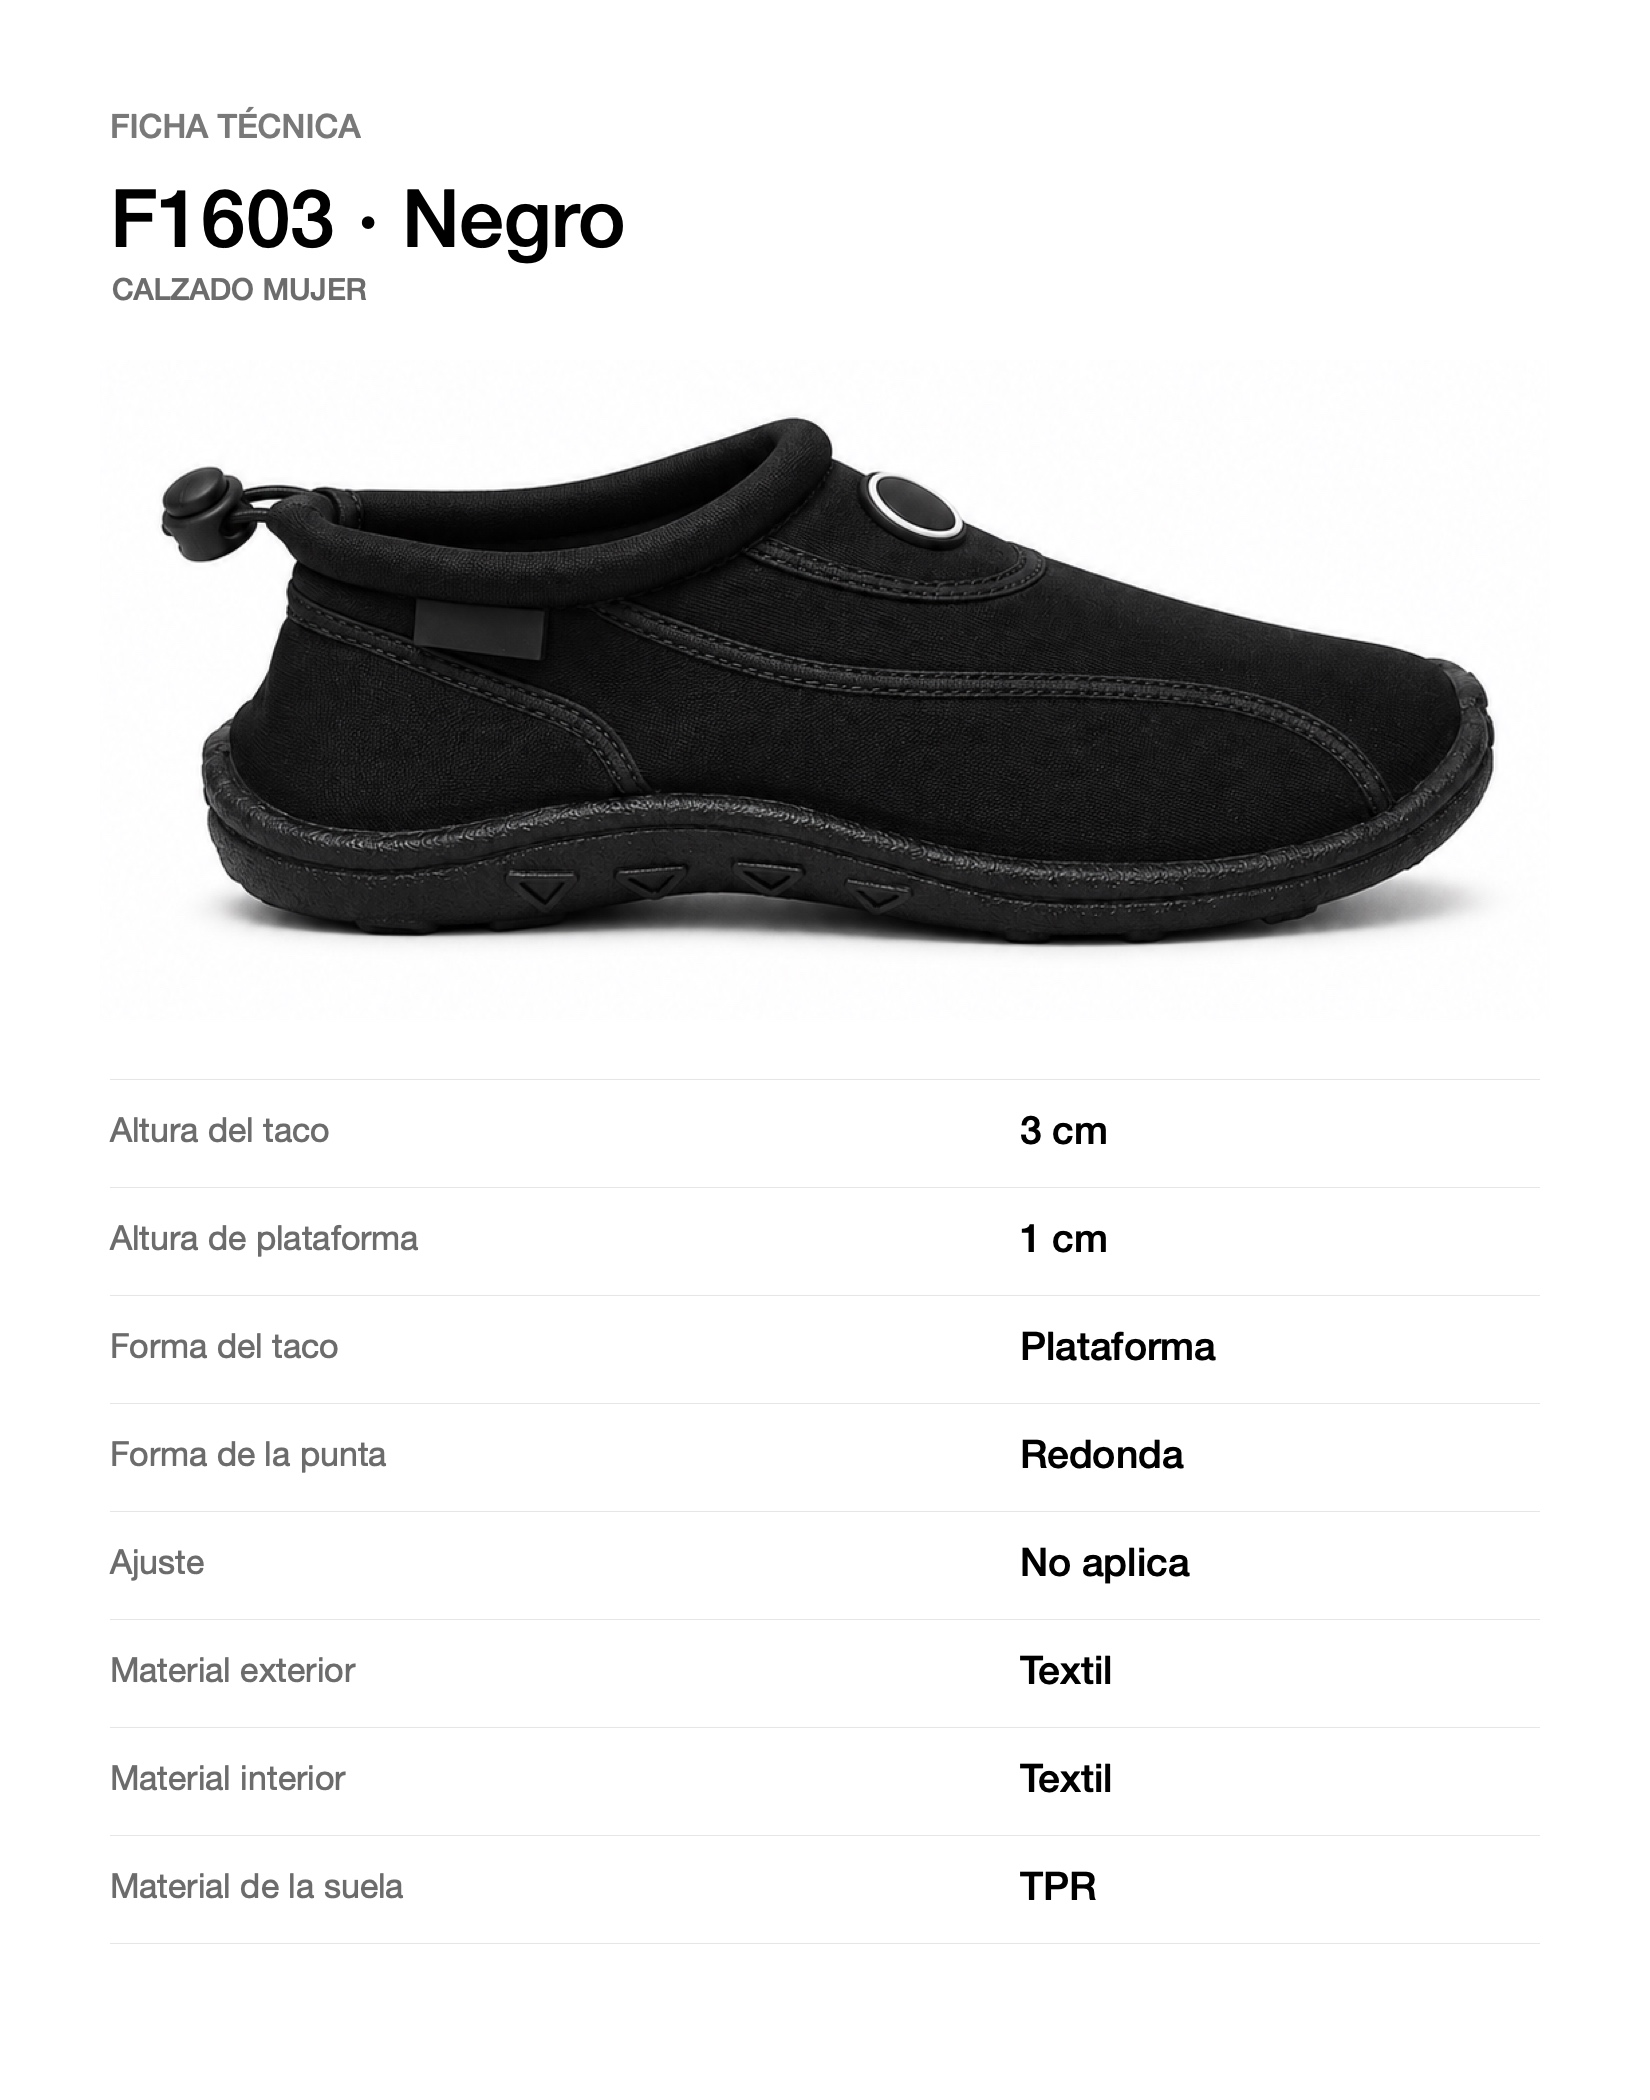 FICHA TÉCNICA
F1603 · Negro
CALZADO MUJER
Altura del taco 3 cm
Altura de plataforma 1 cm
Forma del taco Plataforma
Forma de la punta Redonda
Ajuste No aplica
Material exterior Textil
Material interior Textil
Material de la suela TPR